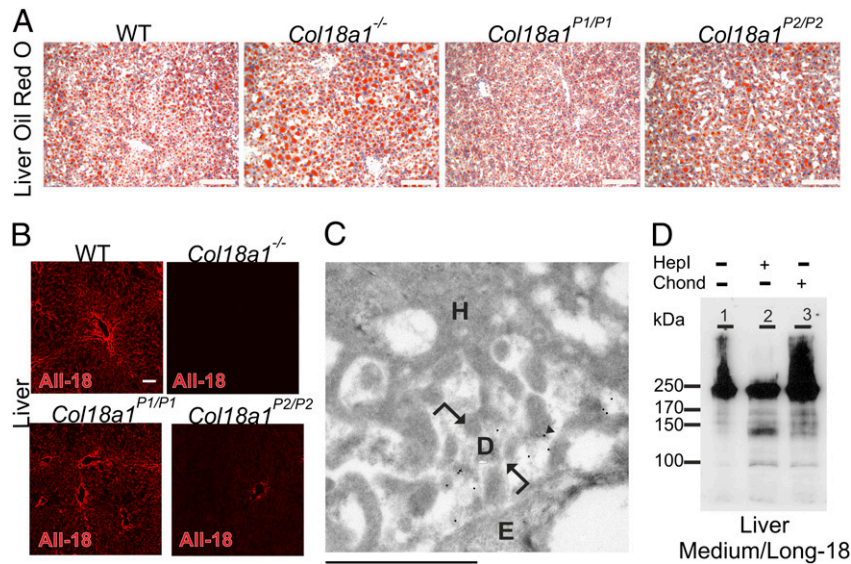 A
WT
Col18a1-/-
Col18a1P1/P1
Col18a1P2/P2
Liver Oil Red O
B
WT
Col18a1-/-
All-18
All-18
Liver
Col18a1P1/P1
Col18a1P2/P2
All-18
All-18
C
H
D
E
D
HepI - + -
Chond - - +
kDa 1 2 3
250
170
150
100
Liver
Medium/Long-18